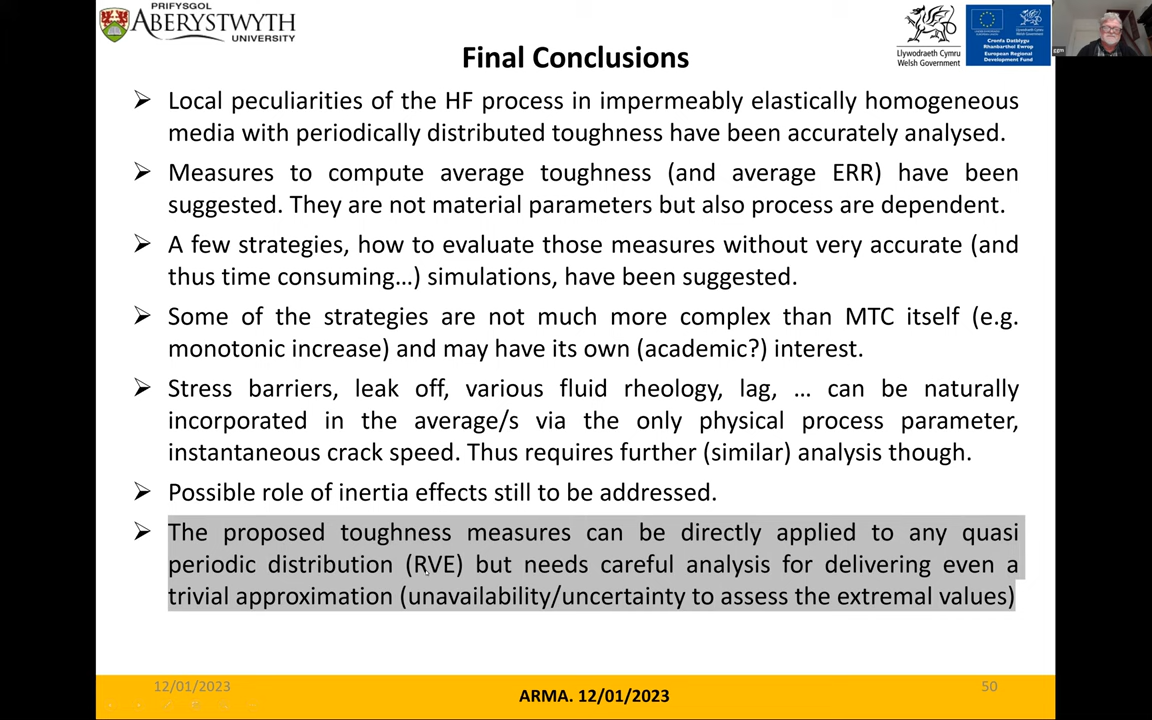 PRIFYSGOL
ABERYSTWYTH
UNIVERSITY
Llywodraeth Cymru
Welsh Government
Cronfa Datblygu
Rhanbarthol Ewrop
European Regional
Development Fund
Final Conclusions
➢ Local peculiarities of the HF process in impermeably elastically homogeneous
media with periodically distributed toughness have been accurately analysed.
➢ Measures to compute average toughness (and average ERR) have been
suggested. They are not material parameters but also process are dependent.
➢ A few strategies, how to evaluate those measures without very accurate (and
thus time consuming…) simulations, have been suggested.
➢ Some of the strategies are not much more complex than MTC itself (e.g.
monotonic increase) and may have its own (academic?) interest.
➢ Stress barriers, leak off, various fluid rheology, lag, … can be naturally
incorporated in the average/s via the only physical process parameter,
instantaneous crack speed. Thus requires further (similar) analysis though.
➢ Possible role of inertia effects still to be addressed.
➢ The proposed toughness measures can be directly applied to any quasi
periodic distribution (RVE) but needs careful analysis for delivering even a
trivial approximation (unavailability/uncertainty to assess the extremal values)
12/01/2023
ARMA. 12/01/2023
50